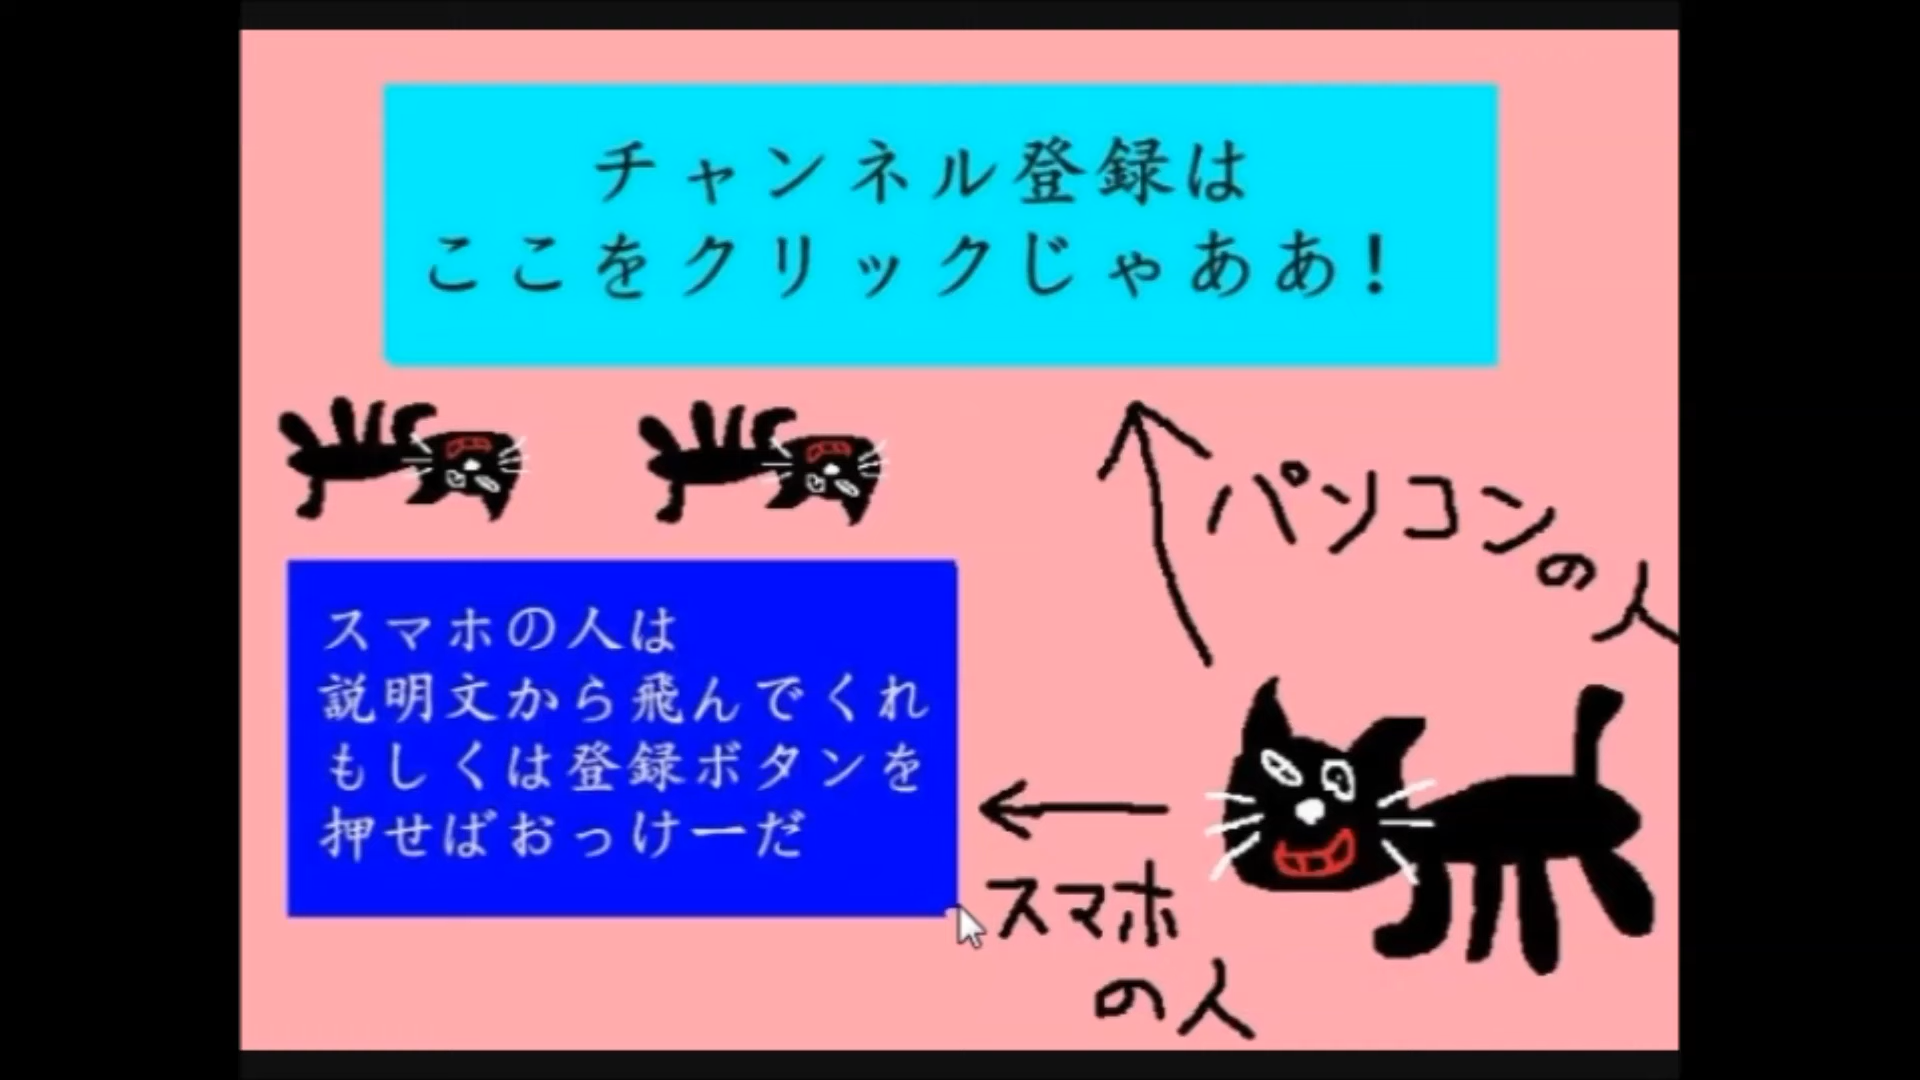 チャンネル登録は
ここをクリックじゃああ!
パソコンの人
スマホの人は
説明文から飛んでくれ
もしくは登録ボタンを
押せばおっけーだ
スマホ
の人